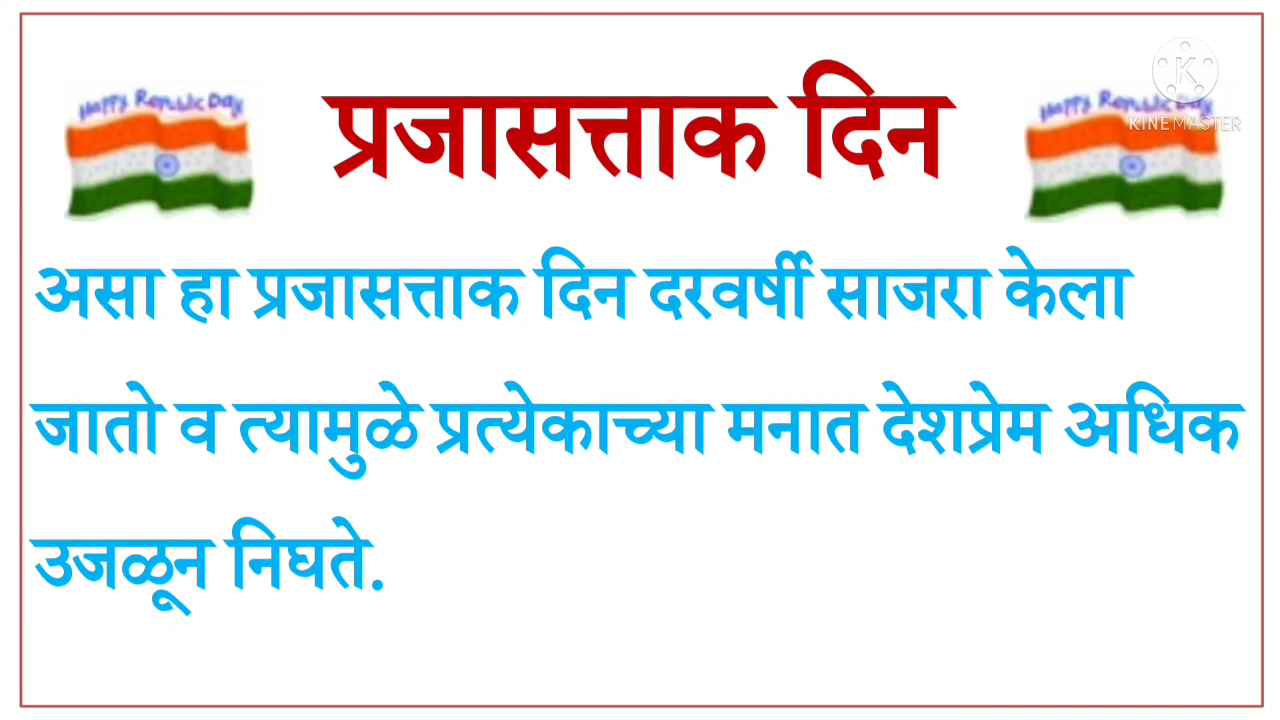 Happy Republic Day
प्रजासत्ताक दिन
Happy Republic Day
KINEMASTER
असा हा प्रजासत्ताक दिन दरवर्षी साजरा केला
जातो व त्यामुळे प्रत्येकाच्या मनात देशप्रेम अधिक
उजळून निघते.